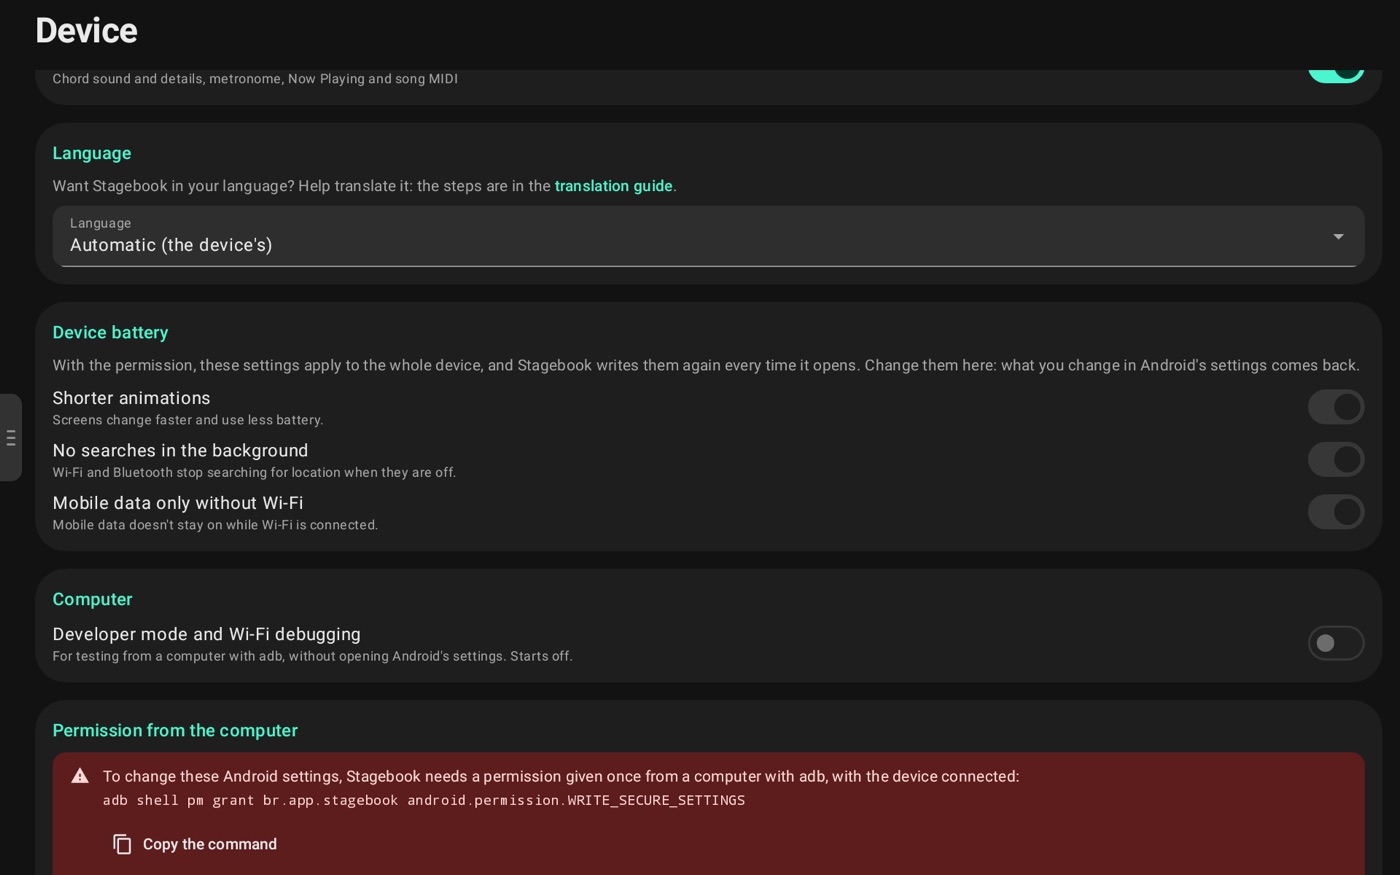 Device
Chord sound and details, metronome, Now Playing and song MIDI
Language
Want Stagebook in your language? Help translate it: the steps are in the translation guide.
Language
Automatic (the device's)
Device battery
With the permission, these settings apply to the whole device, and Stagebook writes them again every time it opens. Change them here: what you change in Android's settings comes back.
Shorter animations
Screens change faster and use less battery.
No searches in the background
Wi-Fi and Bluetooth stop searching for location when they are off.
Mobile data only without Wi-Fi
Mobile data doesn't stay on while Wi-Fi is connected.
Computer
Developer mode and Wi-Fi debugging
For testing from a computer with adb, without opening Android's settings. Starts off.
Permission from the computer
To change these Android settings, Stagebook needs a permission given once from a computer with adb, with the device connected:
adb shell pm grant br.app.stagebook android.permission.WRITE_SECURE_SETTINGS
Copy the command